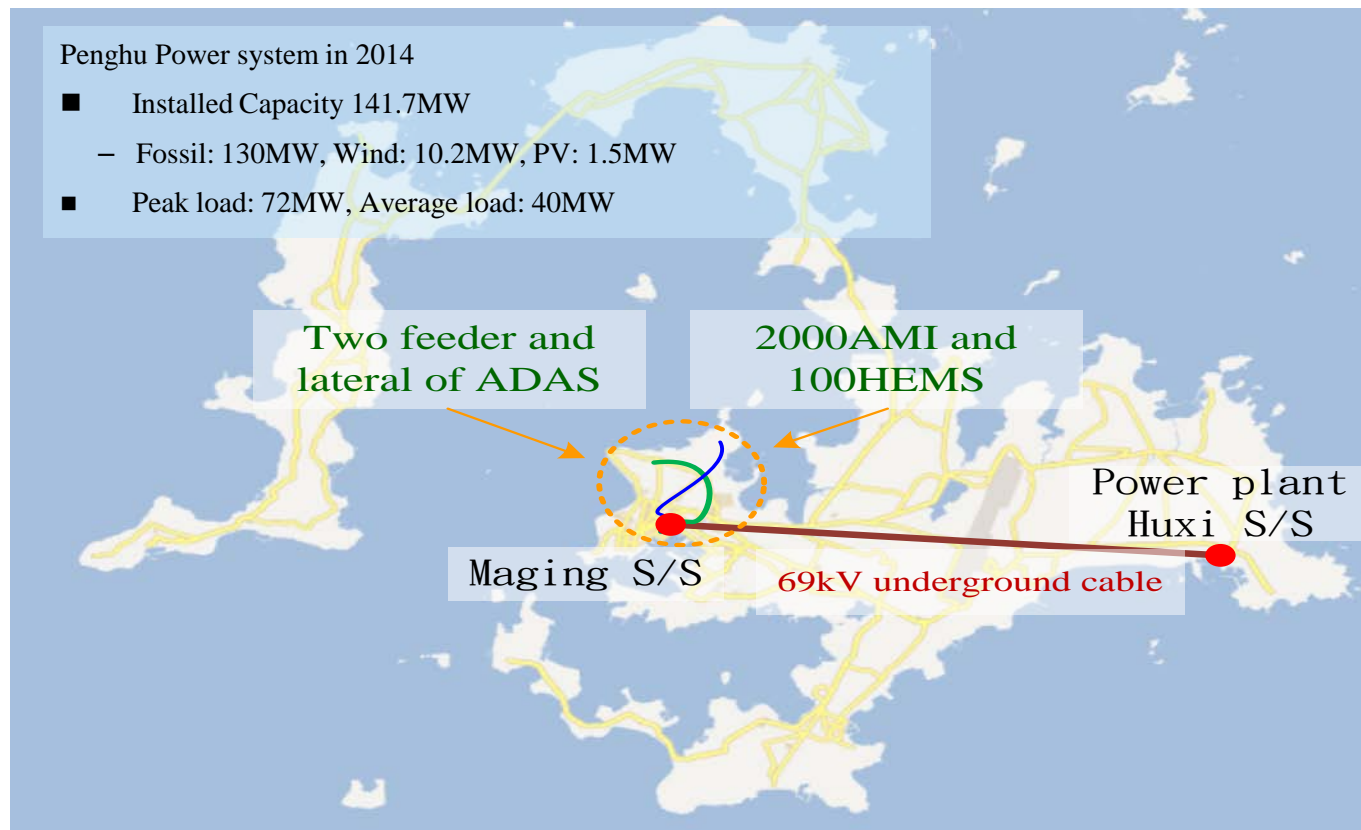 Penghu Power system in 2014
■ Installed Capacity 141.7MW
– Fossil: 130MW, Wind: 10.2MW, PV: 1.5MW
■ Peak load: 72MW, Average load: 40MW
Two feeder and
lateral of ADAS
2000AMI and
100HEMS
Power plant
Huxi S/S
Maging S/S
69kV underground cable